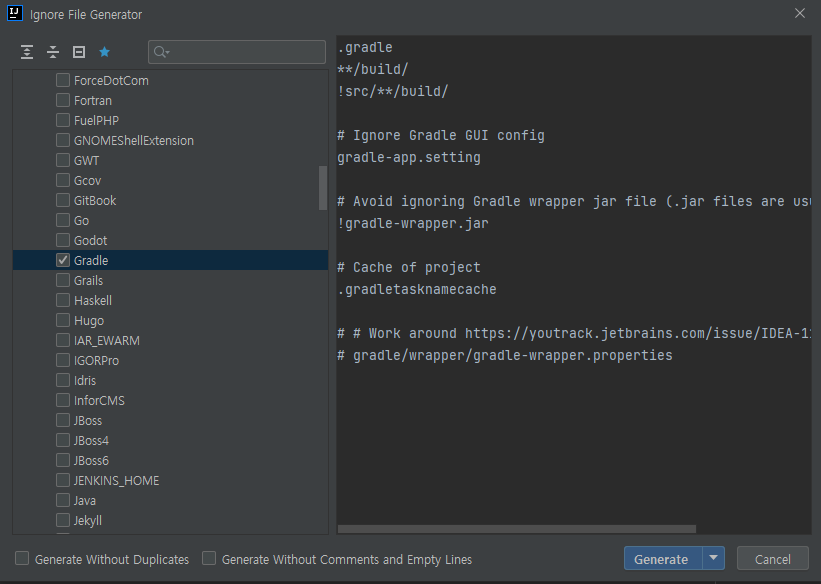 IJ
Ignore File Generator
ForceDotCom
Fortran
FuelPHP
GNOMEShellExtension
GWT
Gcov
GitBook
Go
Godot
Gradle
Grails
Haskell
Hugo
IAR_EWARM
IGORPro
Idris
InforCMS
JBoss
JBoss4
JBoss6
JENKINS_HOME
Java
Jekyll
.gradle
**/build/
!src/**/build/
# Ignore Gradle GUI config
gradle-app.setting
# Avoid ignoring Gradle wrapper jar file (.jar files are usu
!gradle-wrapper.jar
# Cache of project
.gradletasknamecache
# # Work around https://youtrack.jetbrains.com/issue/IDEA-1
# gradle/wrapper/gradle-wrapper.properties
Generate Without Duplicates
Generate Without Comments and Empty Lines
Generate
Cancel